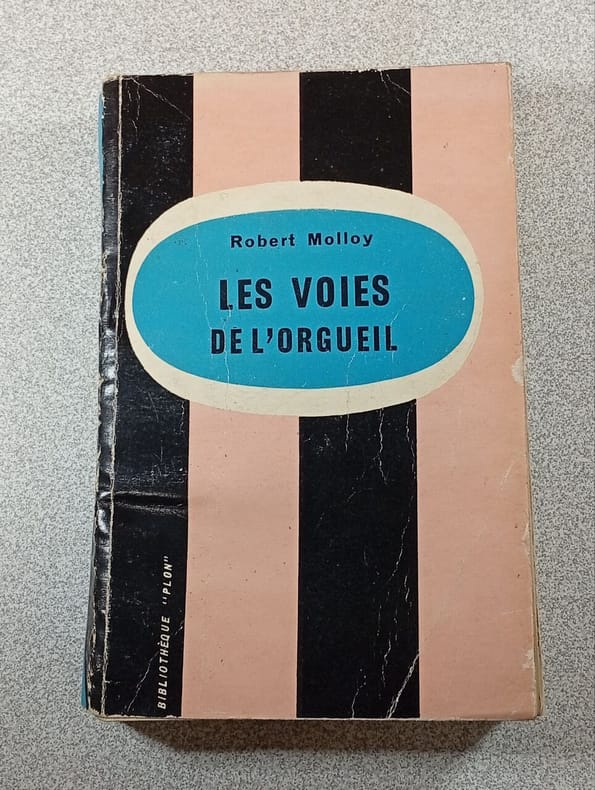 Robert Molloy
LES VOIES
DE L'ORGUEIL
BIBLIOTHÈQUE "PLON"